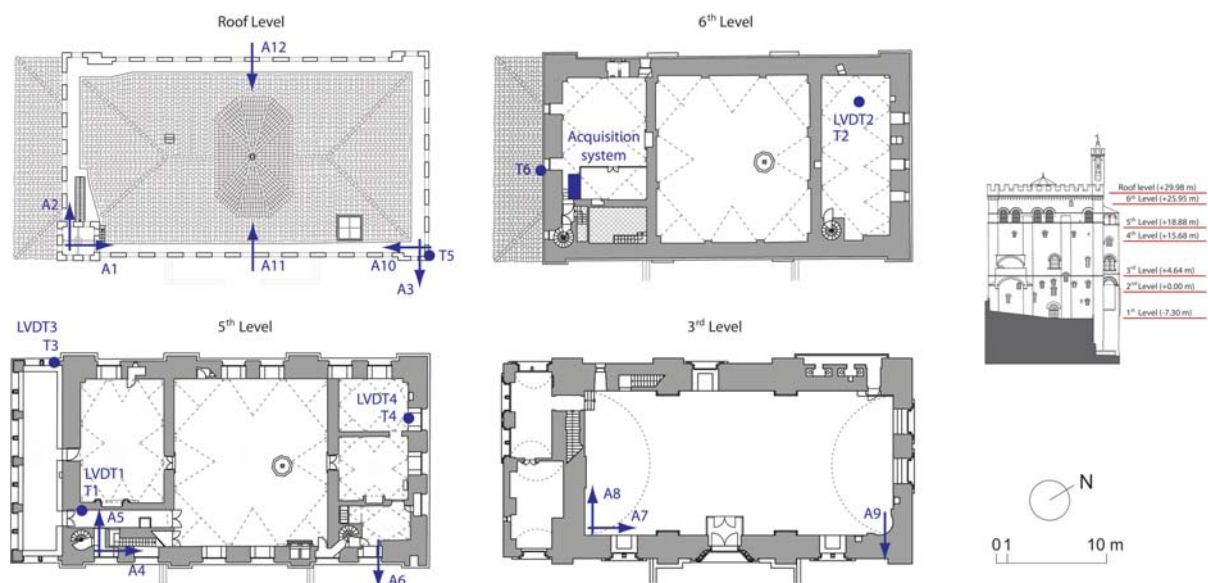 Roof Level
A12
A2
A1
A11
A10
T5
A3
6th Level
LVDT2
T2
Acquisition
system
T6
Roof level (+29.98 m)
6th Level (+25.95 m)
5th Level (+18.88 m)
4th Level (+15.68 m)
3rd Level (+4.64 m)
2nd Level (+0.00 m)
1st Level (-7.30 m)
5th Level
LVDT3
T3
LVDT4
T4
LVDT1
T1
A5
A4
A6
3rd Level
A8
A7
A9
N
0 1 10 m